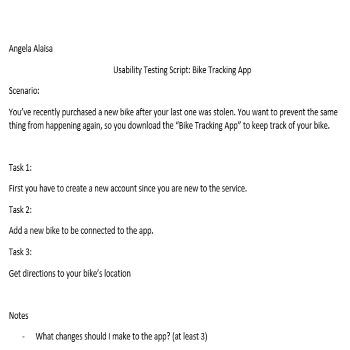 Angela Alaisa
Usability Testing Script: Bike Tracking App
Scenario:
You've recently purchased a new bike after your last one was stolen. You want to prevent the same
thing from happening again, so you download the “Bike Tracking App” to keep track of your bike.
Task 1:
First you have to create a new account since you are new to the service.
Task 2:
Add a new bike to be connected to the app.
Task 3:
Get directions to your bike's location
Notes
- What changes should I make to the app? (at least 3)